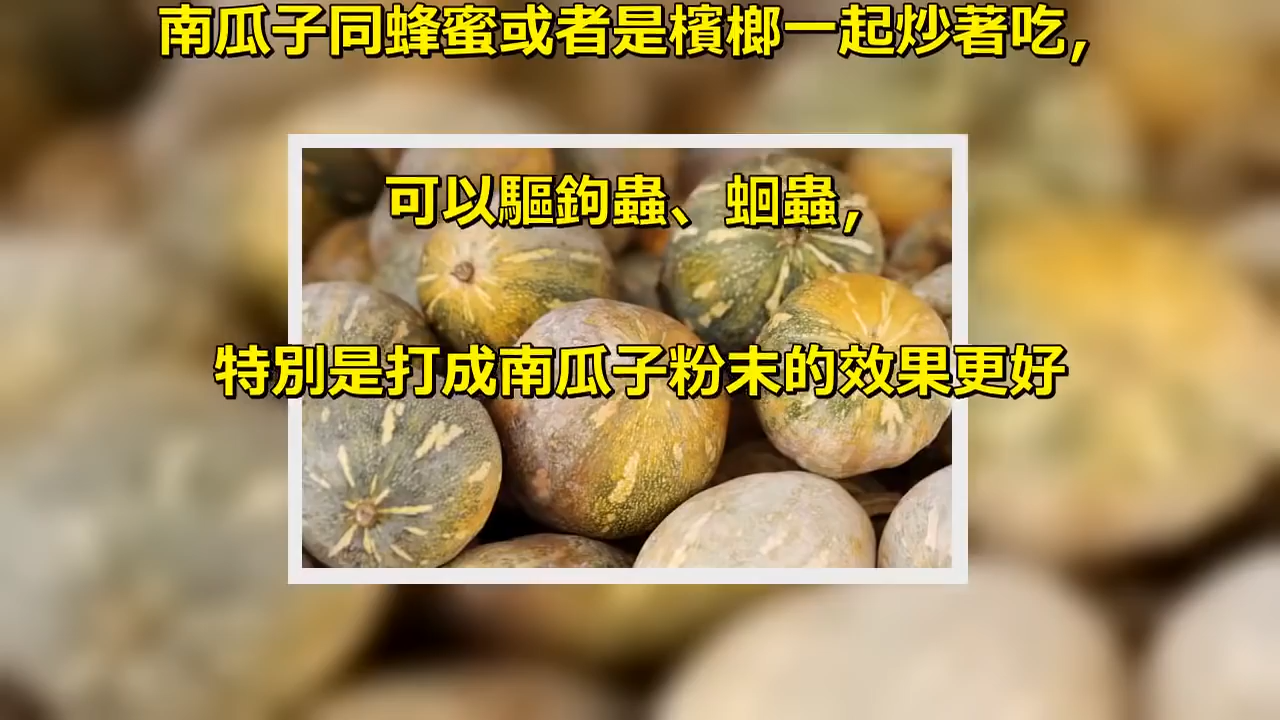 南瓜子同蜂蜜或者是檳榔一起炒著吃,
可以驅鉤蟲、蛔蟲,
特別是打成南瓜子粉末的效果更好